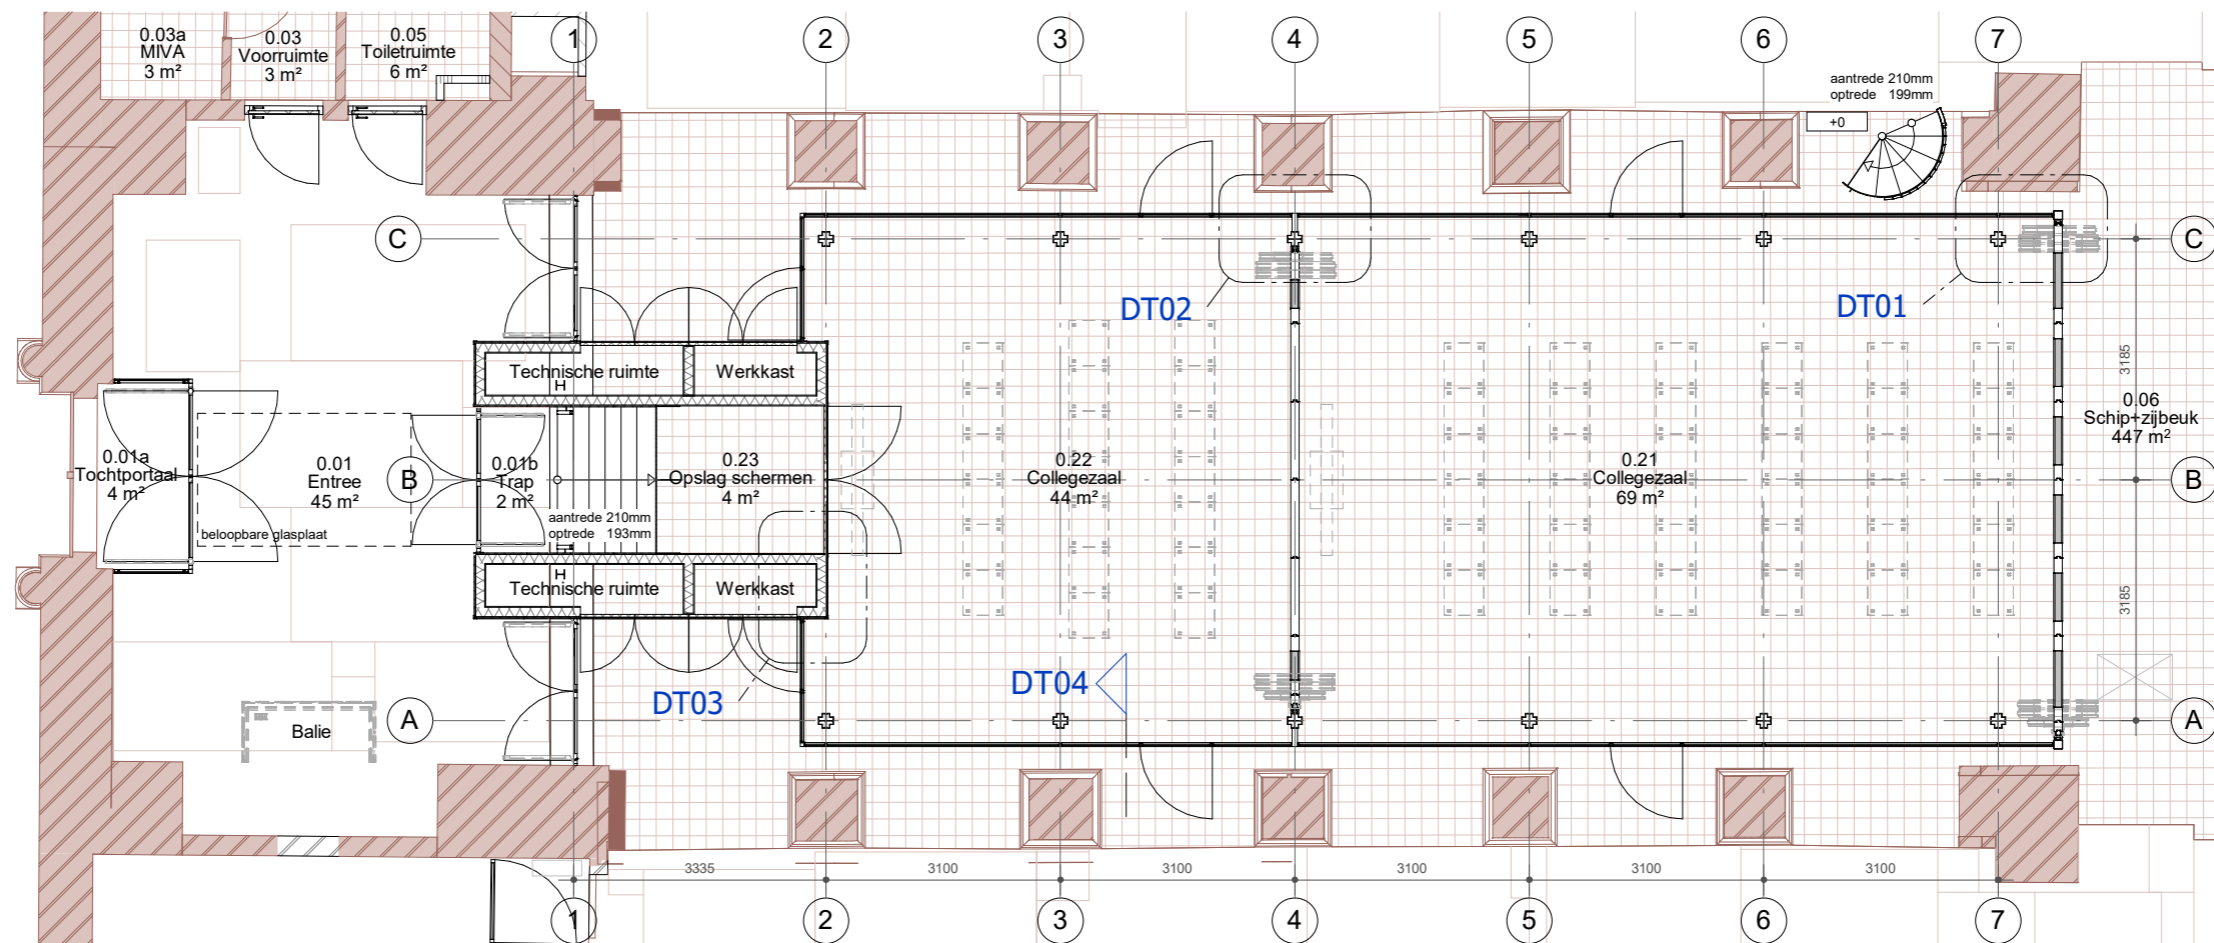 0.03a
MIVA
3 m²
0.03
Voorruimte
3 m²
0.05
Toiletruimte
6 m²
1
2
3
4
5
6
7
aantrede 210mm
optrede 199mm
+0
C
C
DT02
DT01
3185
Technische ruimte
Werkkast
H
0.01a
Tochtportaal
4 m²
0.01
Entree
45 m²
B
0.01b
Trap
2 m²
0.23
Opslag schermen
4 m²
0.22
Collegezaal
44 m²
0.21
Collegezaal
69 m²
0.06
Schip+zijbeuk
447 m²
B
beloopbare glasplaat
aantrede 210mm
optrede 193mm
H
Technische ruimte
Werkkast
3185
DT03
DT04
A
A
Balie
3335
3100
3100
3100
3100
3100
1
2
3
4
5
6
7